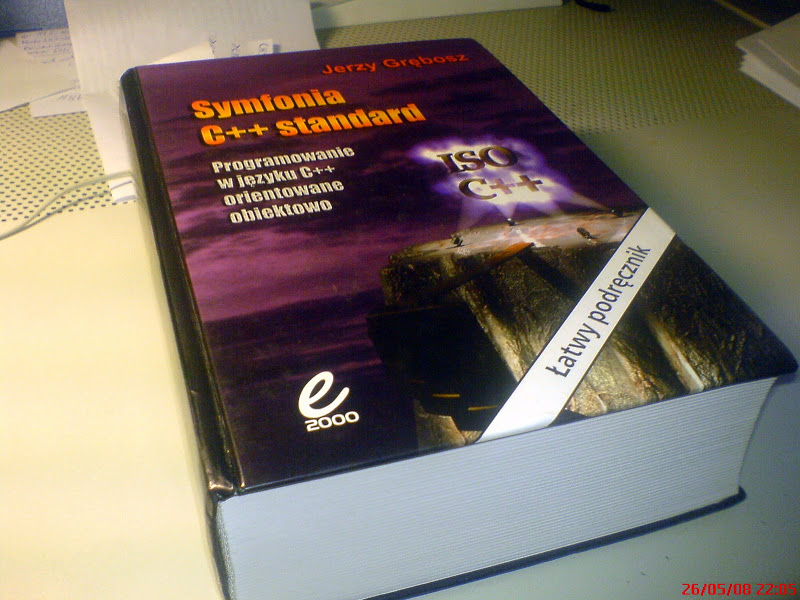 Jerzy Grębosz
Symfonia
C++ standard
Programowanie
w języku C++
orientowane
obiektowo
ISO
C++
Łatwy podręcznik
e
2000
26/05/08 22:05